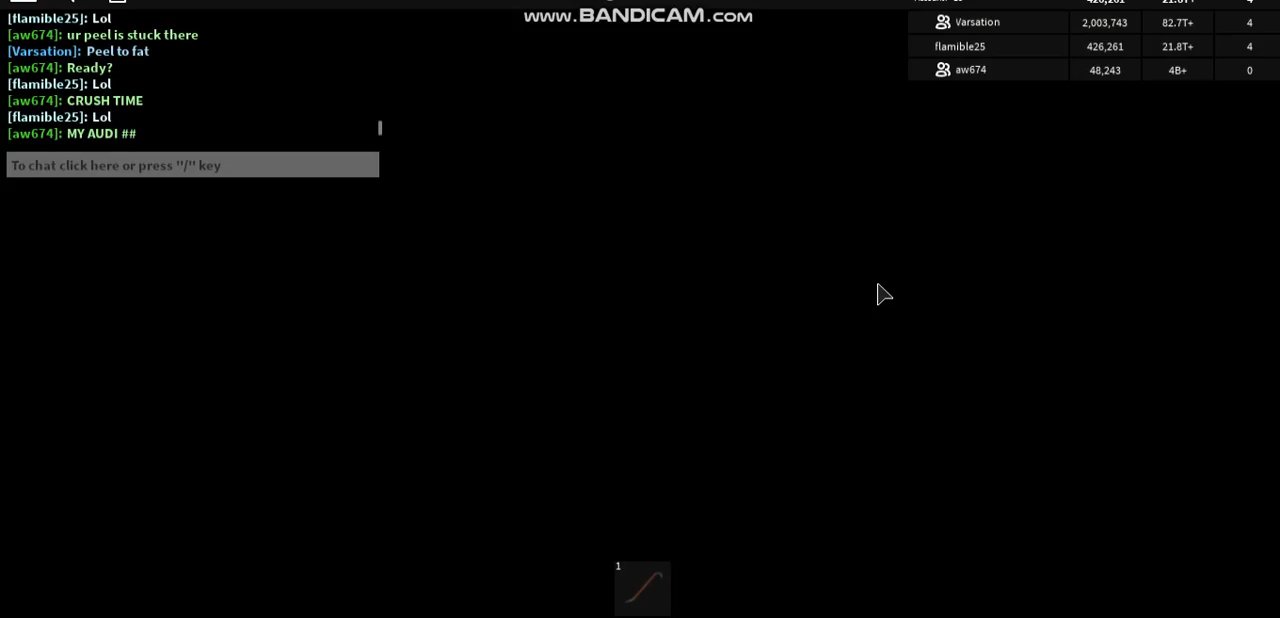 [flamible25]: Lol
[aw674]: ur peel is stuck there
[Varsation]: Peel to fat
[aw674]: Ready?
[flamible25]: Lol
[aw674]: CRUSH TIME
[flamible25]: Lol
[aw674]: MY AUDI ##
To chat click here or press "/" key
www.BANDICAM.com
Varsation 2,003,743 82.7T+ 4
flamible25 426,261 21.8T+ 4
aw674 48,243 4B+ 0
1